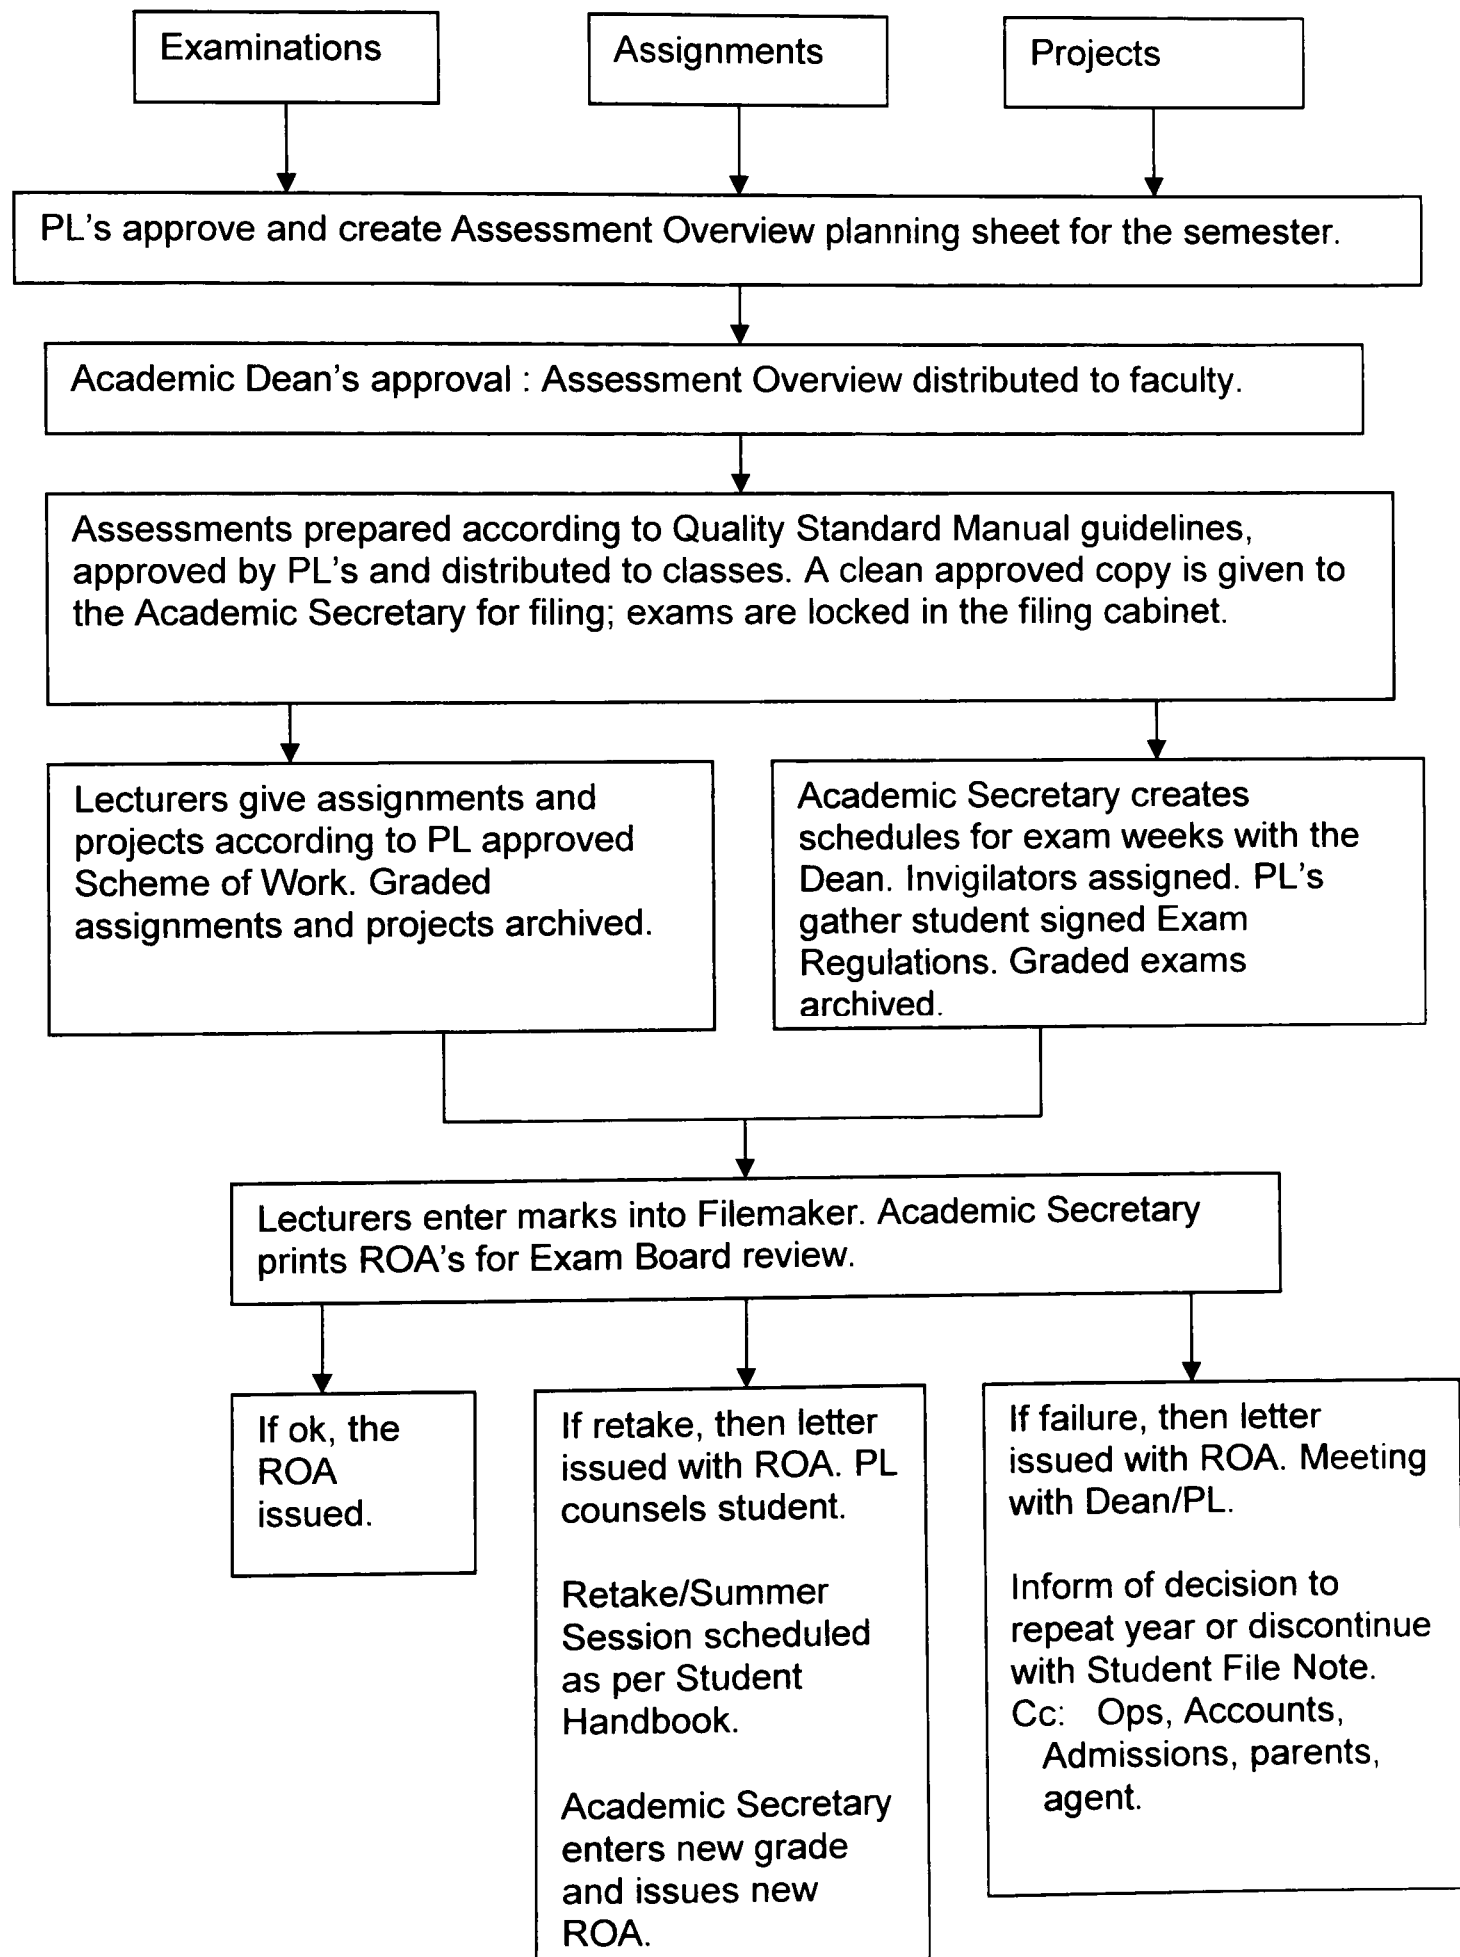 Examinations
Assignments
Projects
PL's approve and create Assessment Overview planning sheet for the semester.
Academic Dean's approval : Assessment Overview distributed to faculty.
Assessments prepared according to Quality Standard Manual guidelines,
approved by PL's and distributed to classes. A clean approved copy is given to
the Academic Secretary for filing; exams are locked in the filing cabinet.
Lecturers give assignments and
projects according to PL approved
Scheme of Work. Graded
assignments and projects archived.
Academic Secretary creates
schedules for exam weeks with the
Dean. Invigilators assigned. PL's
gather student signed Exam
Regulations. Graded exams
archived.
Lecturers enter marks into Filemaker. Academic Secretary
prints ROA's for Exam Board review.
If ok, the
ROA
issued.
If retake, then letter
issued with ROA. PL
counsels student.
Retake/Summer
Session scheduled
as per Student
Handbook.
Academic Secretary
enters new grade
and issues new
ROA.
If failure, then letter
issued with ROA. Meeting
with Dean/PL.
Inform of decision to
repeat year or discontinue
with Student File Note.
Cc: Ops, Accounts,
Admissions, parents,
agent.